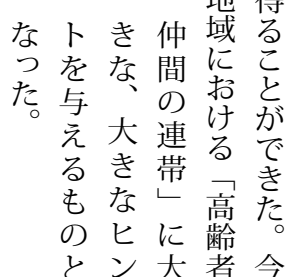 得ることができた。今
地域における「高齢者
仲間の連帯」に大
きな、大きなヒン
トを与えるものと
なった。